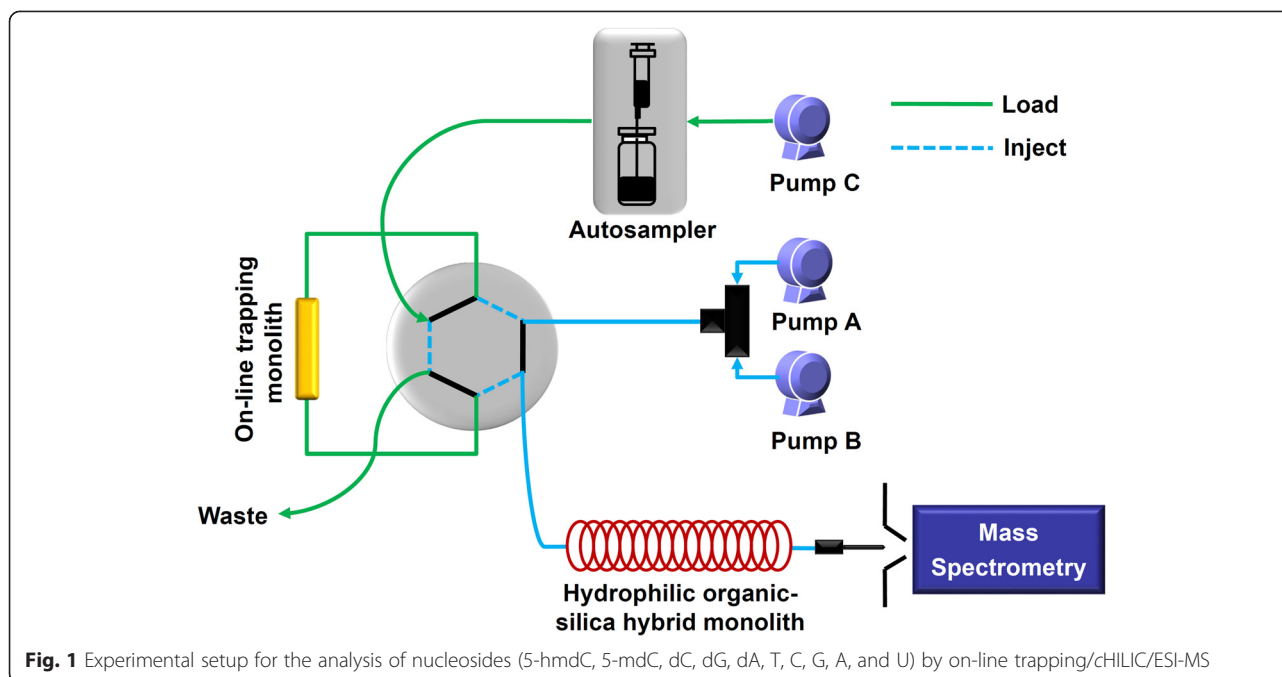 Load
Inject
Pump C
Autosampler
Pump A
On-line trapping
monolith
Pump B
Waste
Hydrophilic organic-
silica hybrid monolith
Mass
Spectrometry
Fig. 1 Experimental setup for the analysis of nucleosides (5-hmdC, 5-mdC, dC, dG, dA, T, C, G, A, and U) by on-line trapping/cHILIC/ESI-MS